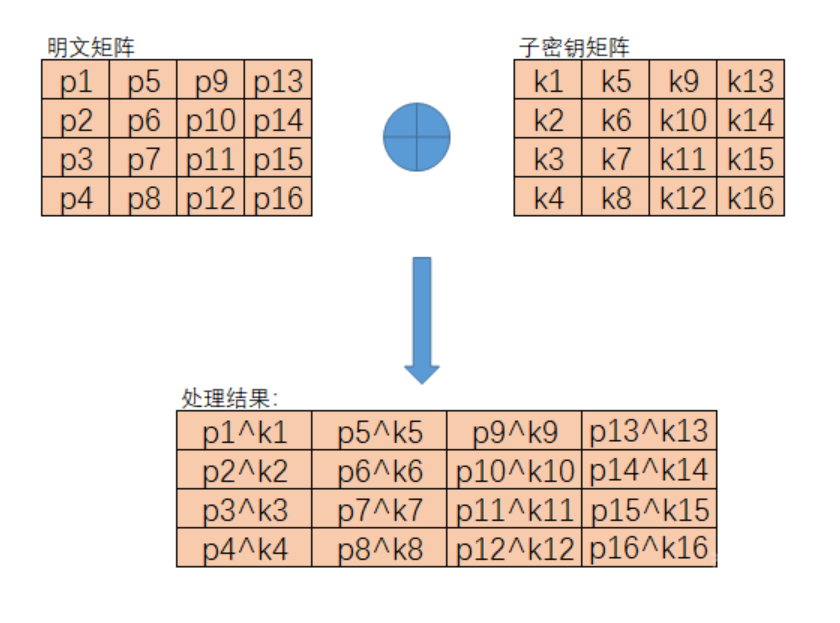 明文矩阵 子密钥矩阵
p1 p5 p9 p13 k1 k5 k9 k13
p2 p6 p10 p14 k2 k6 k10 k14
p3 p7 p11 p15 k3 k7 k11 k15
p4 p8 p12 p16 k4 k8 k12 k16
处理结果:
p1^k1 p5^k5 p9^k9 p13^k13
p2^k2 p6^k6 p10^k10 p14^k14
p3^k3 p7^k7 p11^k11 p15^k15
p4^k4 p8^k8 p12^k12 p16^k16